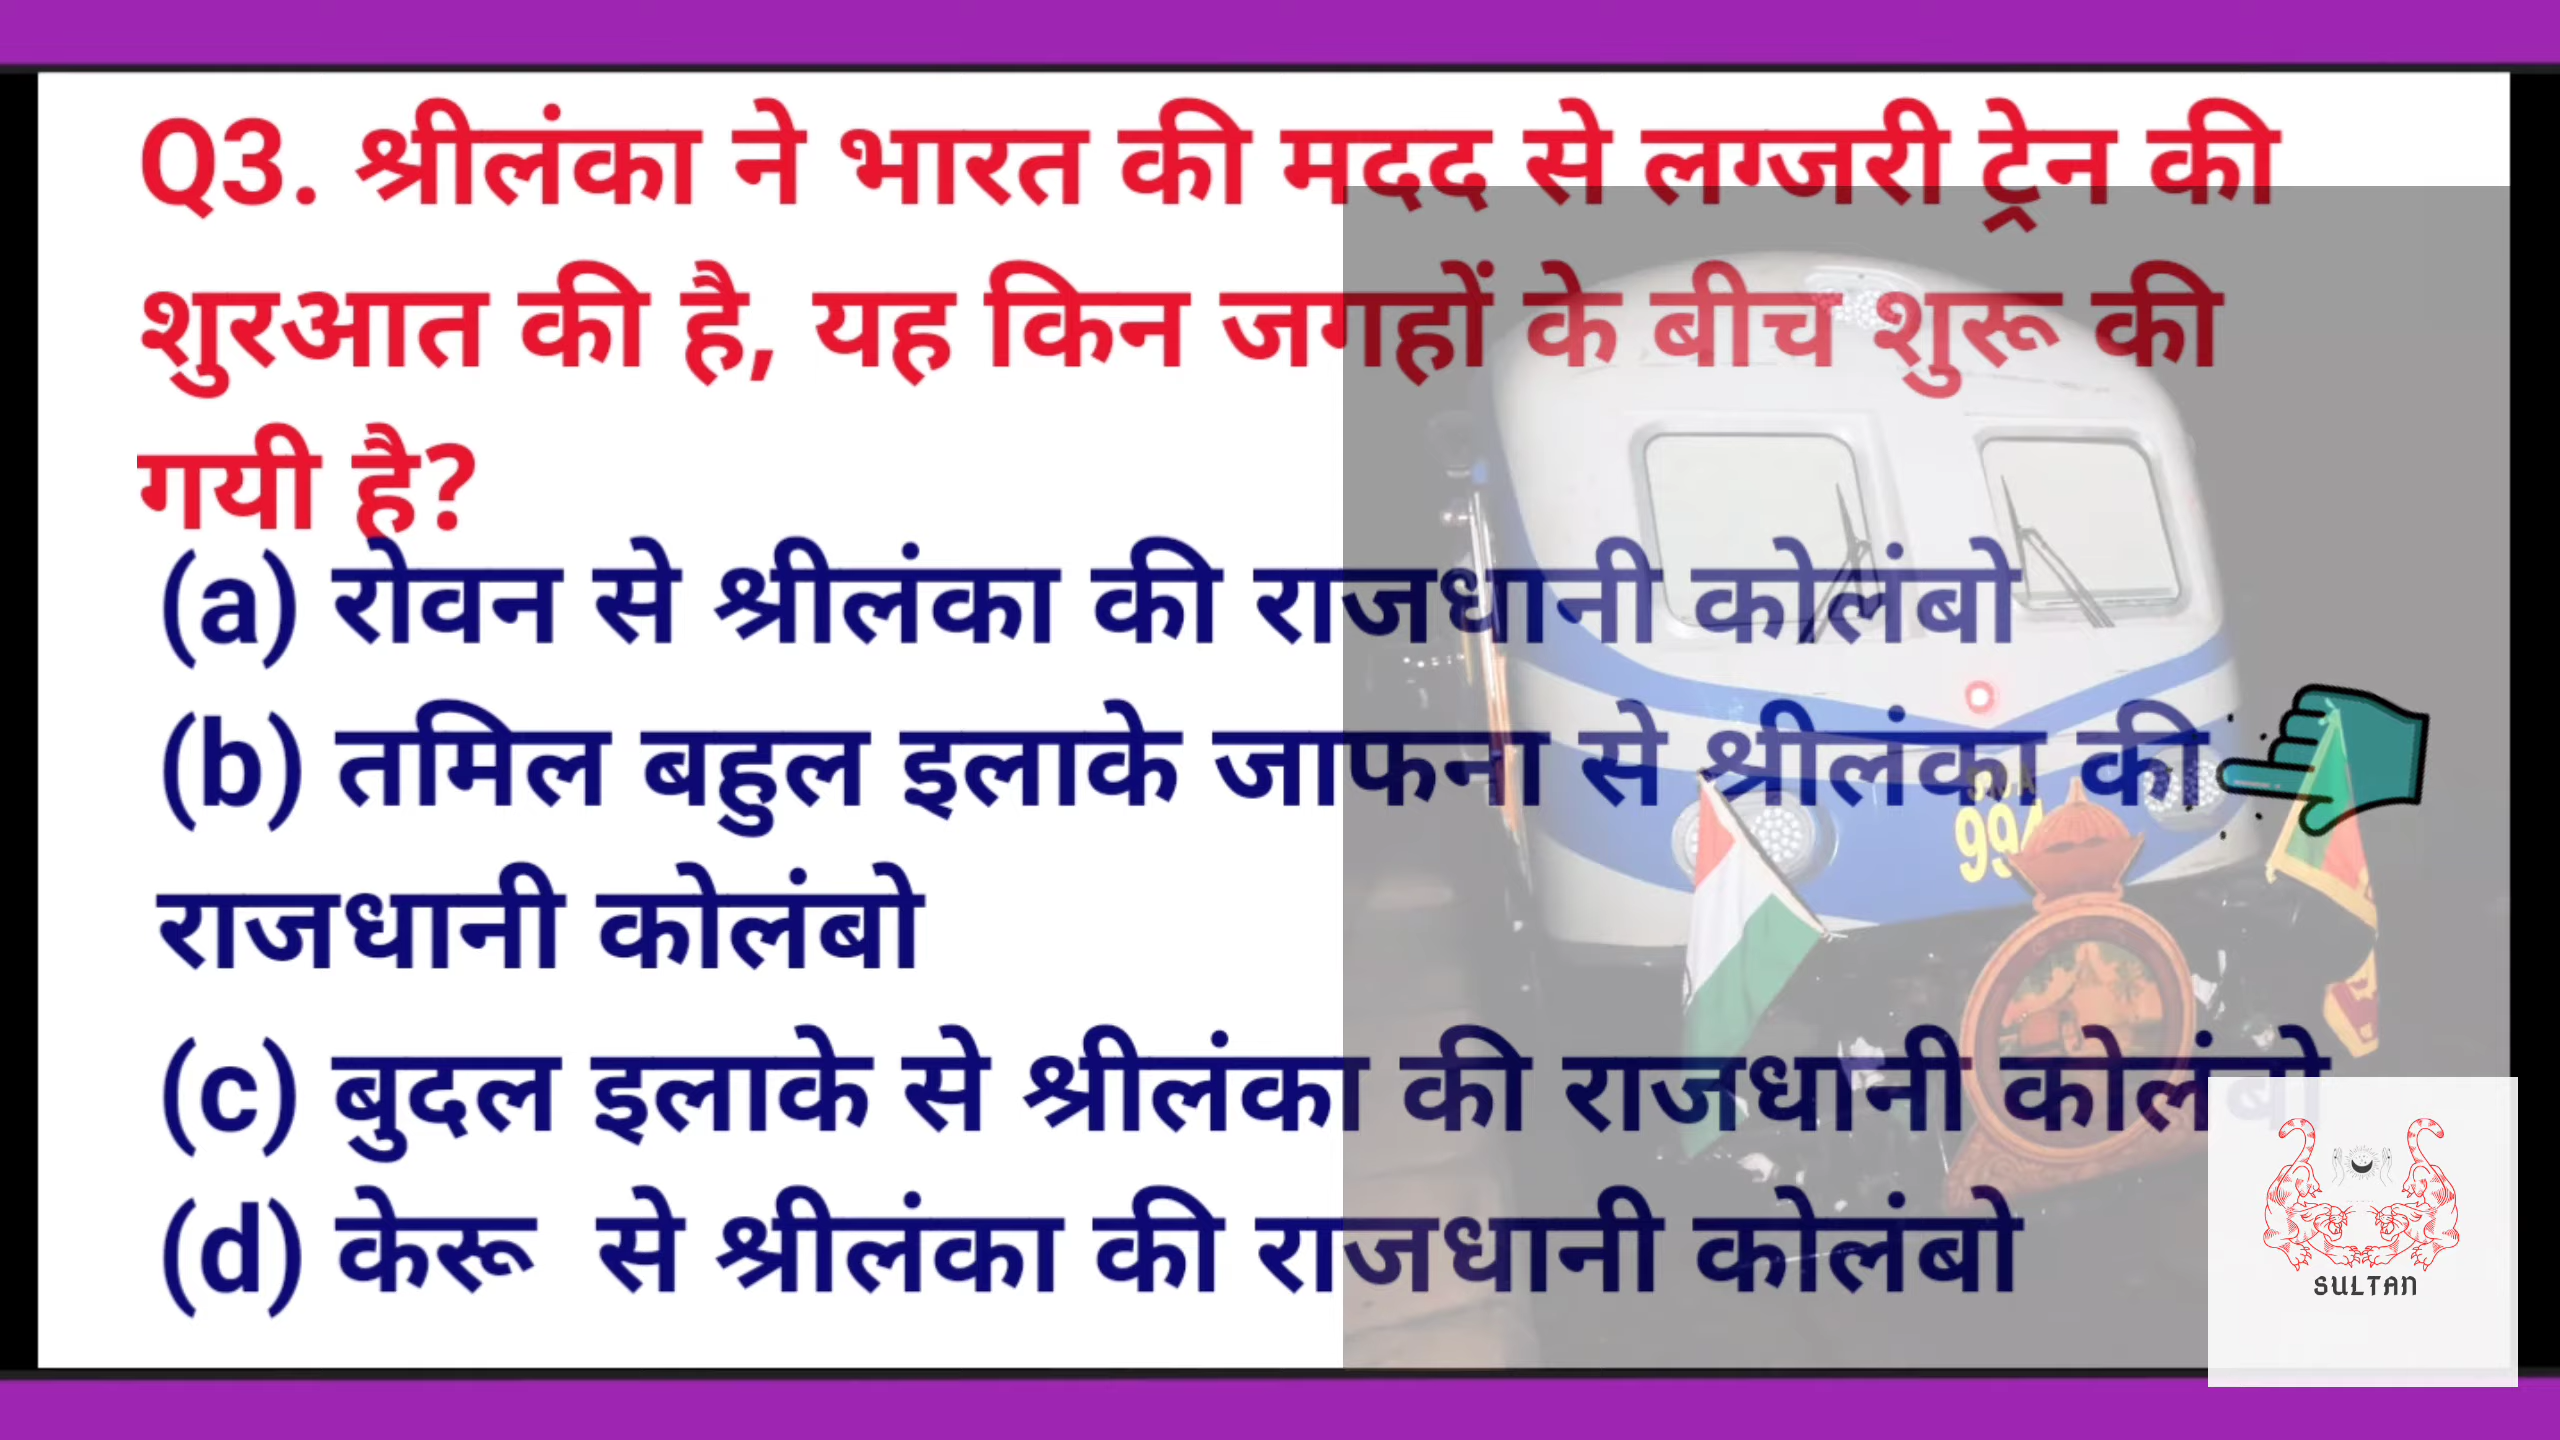 Q3. श्रीलंका ने भारत की मदद से लग्जरी ट्रेन की
शुरआत की है, यह किन जगहों के बीच शुरू की
गयी है?
(a) रोवन से श्रीलंका की राजधानी कोलंबो
(b) तमिल बहुल इलाके जाफना से श्रीलंका की
राजधानी कोलंबो
(c) बुदल इलाके से श्रीलंका की राजधानी कोलंबो
(d) केरू से श्रीलंका की राजधानी कोलंबो
SULTAN